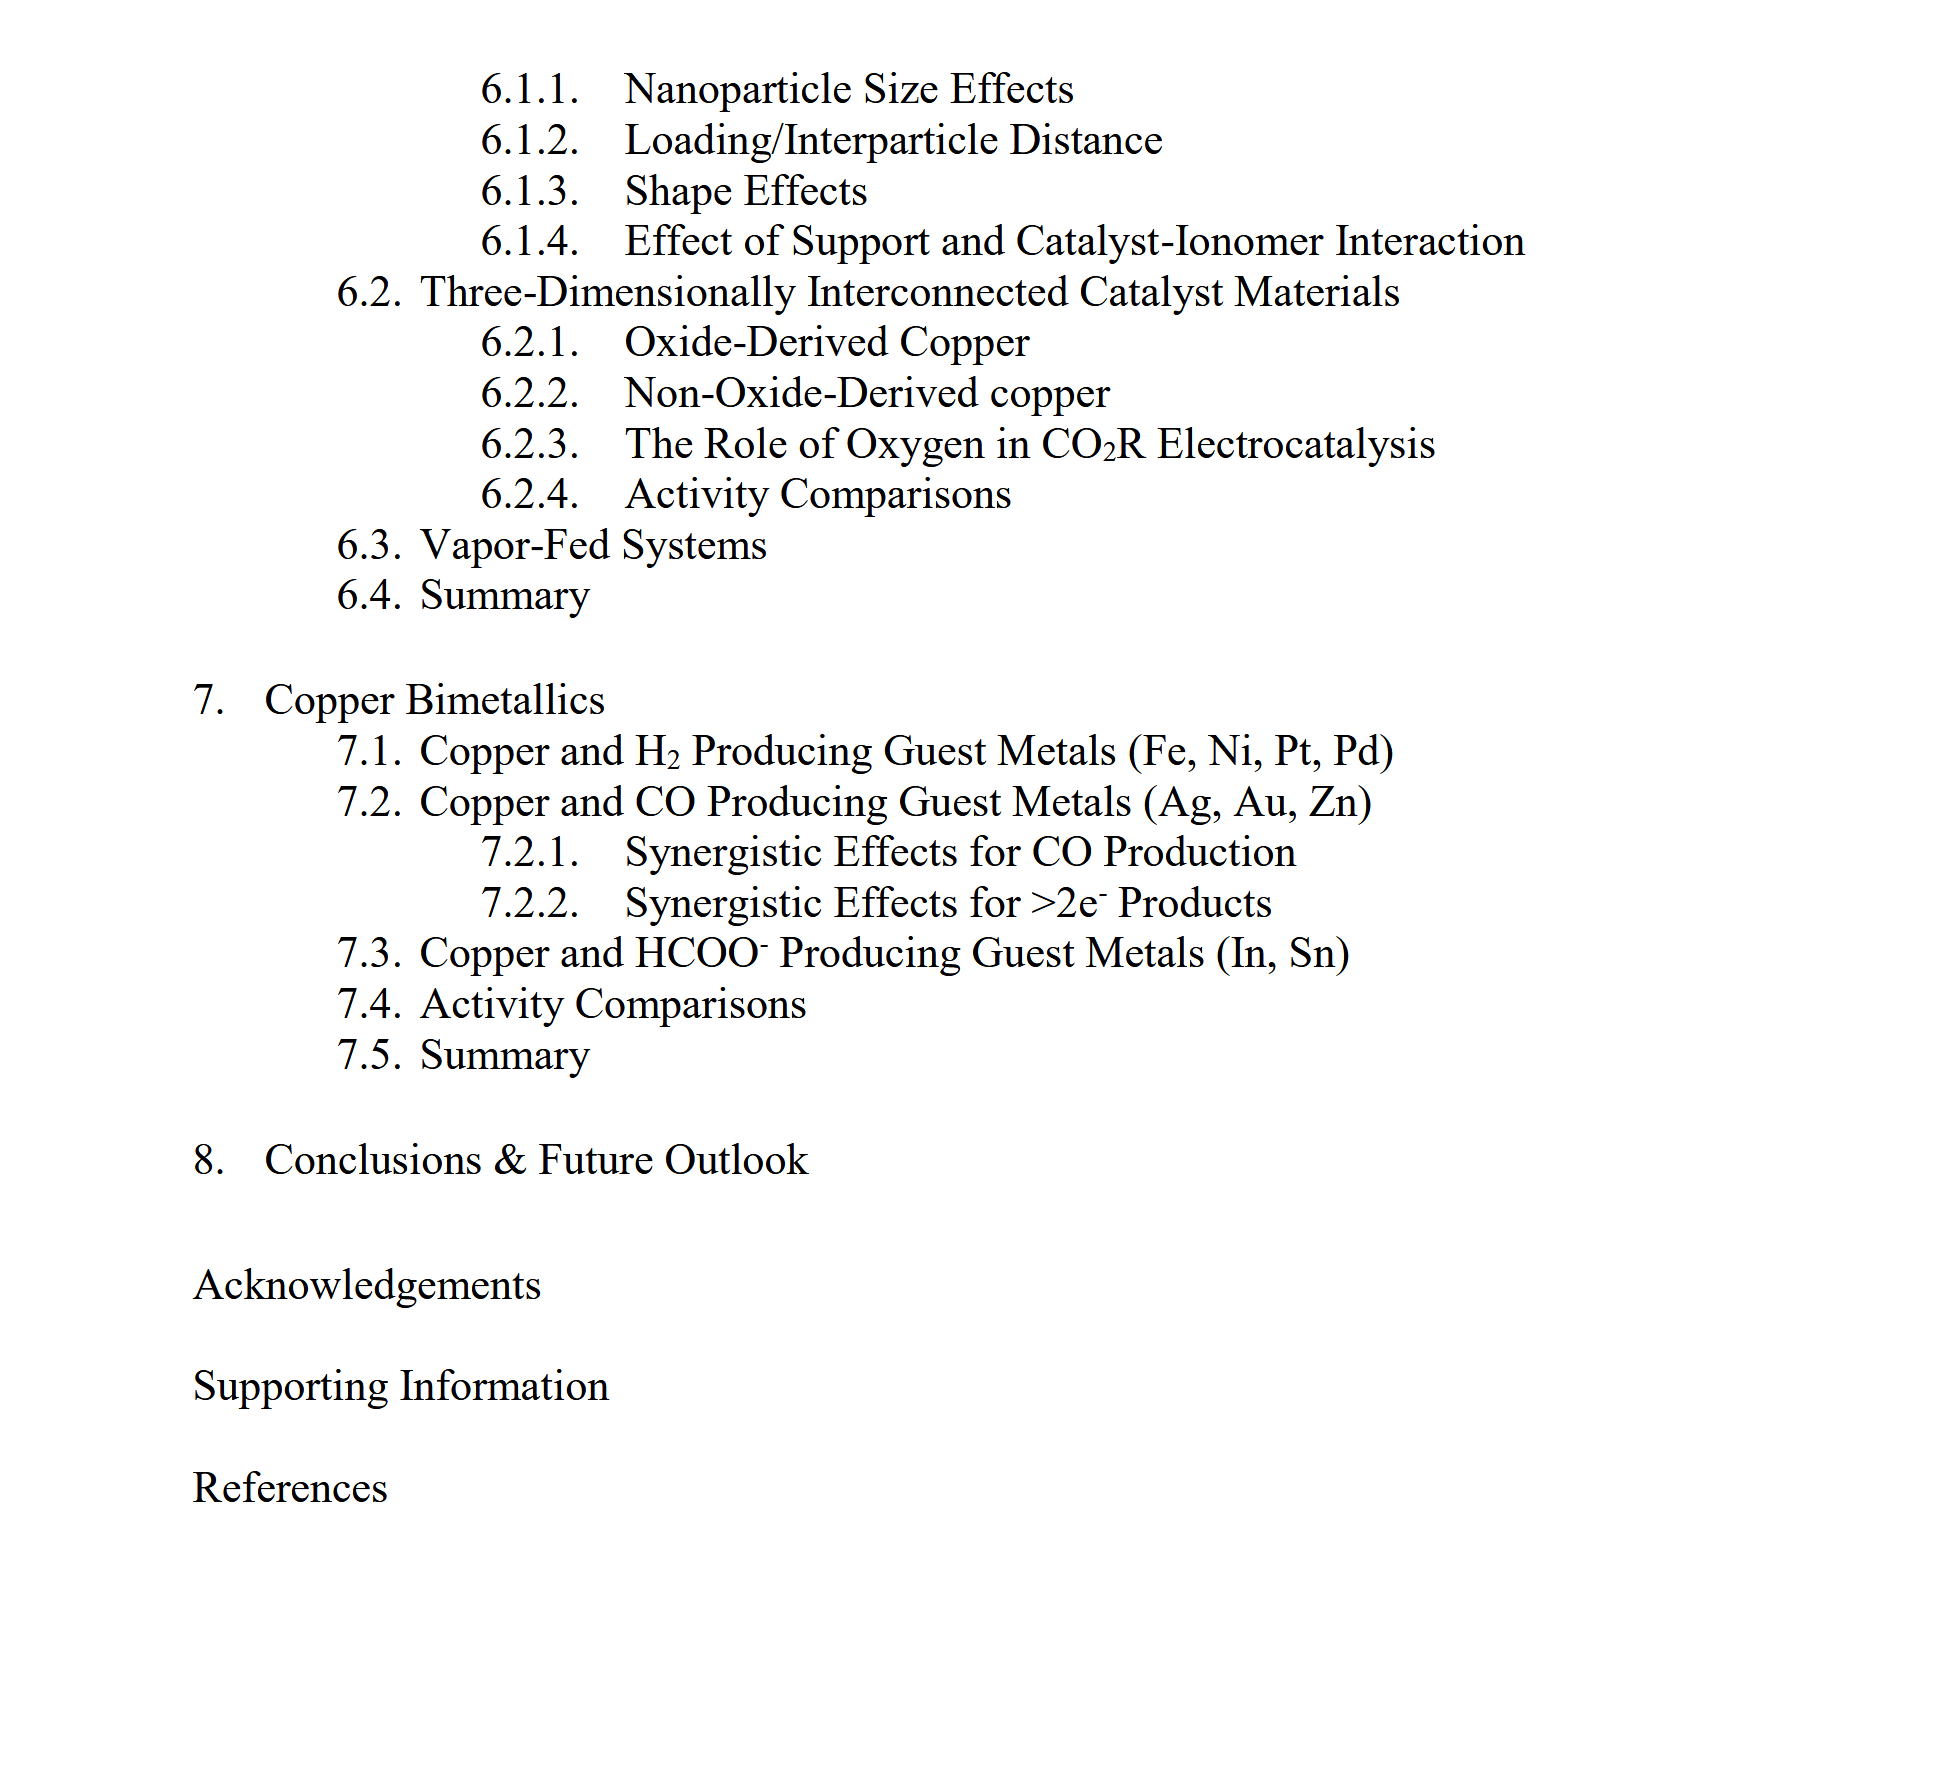 6.1.1. Nanoparticle Size Effects
6.1.2. Loading/Interparticle Distance
6.1.3. Shape Effects
6.1.4. Effect of Support and Catalyst-Ionomer Interaction
6.2. Three-Dimensionally Interconnected Catalyst Materials
6.2.1. Oxide-Derived Copper
6.2.2. Non-Oxide-Derived copper
6.2.3. The Role of Oxygen in CO₂R Electrocatalysis
6.2.4. Activity Comparisons
6.3. Vapor-Fed Systems
6.4. Summary
7. Copper Bimetallics
7.1. Copper and H₂ Producing Guest Metals (Fe, Ni, Pt, Pd)
7.2. Copper and CO Producing Guest Metals (Ag, Au, Zn)
7.2.1. Synergistic Effects for CO Production
7.2.2. Synergistic Effects for >2e⁻ Products
7.3. Copper and HCOO⁻ Producing Guest Metals (In, Sn)
7.4. Activity Comparisons
7.5. Summary
8. Conclusions & Future Outlook
Acknowledgements
Supporting Information
References